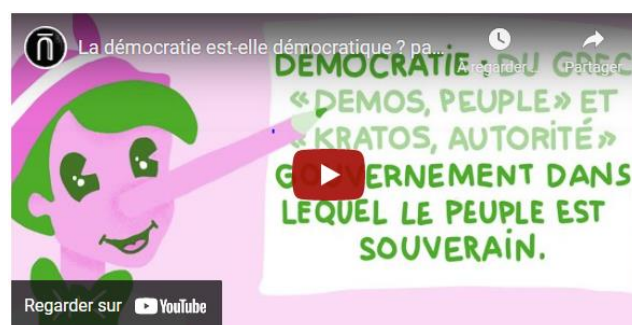 La démocratie est-elle démocratique ? pa...
À regarder ...
Partager
DÉMOCRATIE : DU GREC
« DEMOS, PEUPLE » ET
« KRATOS, AUTORITÉ »
GOUVERNEMENT DANS
LEQUEL LE PEUPLE EST
SOUVERAIN.
Regarder sur YouTube